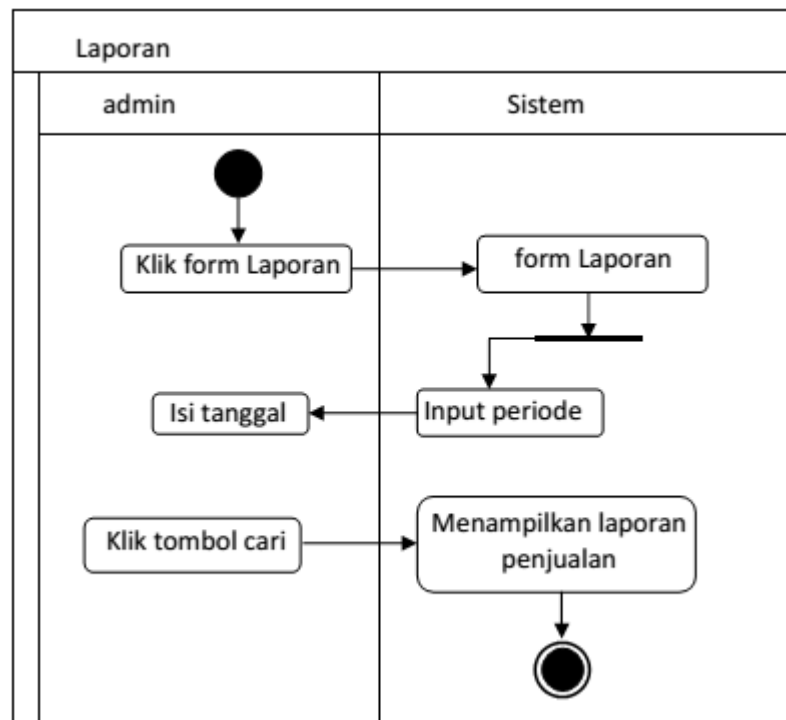 Laporan
admin
Sistem
Klik form Laporan
form Laporan
Isi tanggal
Input periode
Klik tombol cari
Menampilkan laporan
penjualan